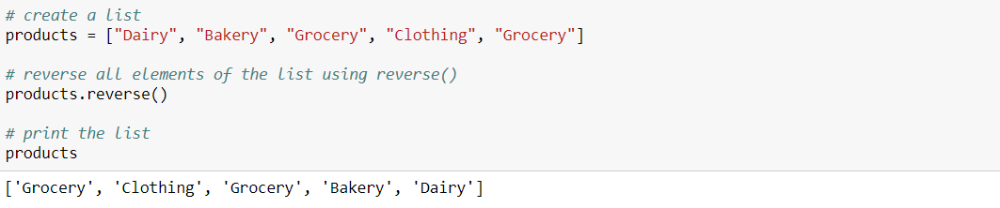 # create a list
products = ["Dairy", "Bakery", "Grocery", "Clothing", "Grocery"]
# reverse all elements of the list using reverse()
products.reverse()
# print the list
products
['Grocery', 'Clothing', 'Grocery', 'Bakery', 'Dairy']